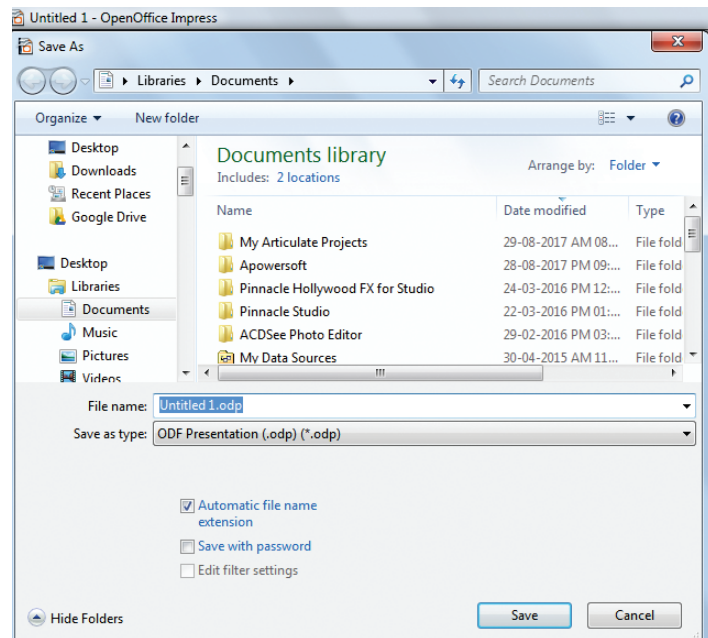 Untitled 1 - OpenOffice Impress
Save As
Libraries Documents
Search Documents
Organize New folder
Desktop
Downloads
Recent Places
Google Drive
Desktop
Libraries
Documents
Music
Pictures
Videos
Documents library
Includes: 2 locations
Arrange by: Folder
Name Date modified Type
My Articulate Projects 29-08-2017 AM 08... File fold
Apowersoft 28-08-2017 PM 09:... File fold
Pinnacle Hollywood FX for Studio 24-03-2016 PM 12:... File fold
Pinnacle Studio 22-03-2016 PM 01:... File fold
ACDSee Photo Editor 29-02-2016 PM 03:... File fold
My Data Sources 30-04-2015 AM 11... File fold
File name: Untitled 1.odp
Save as type: ODF Presentation (.odp) (*.odp)
Automatic file name
extension
Save with password
Edit filter settings
Hide Folders
Save Cancel